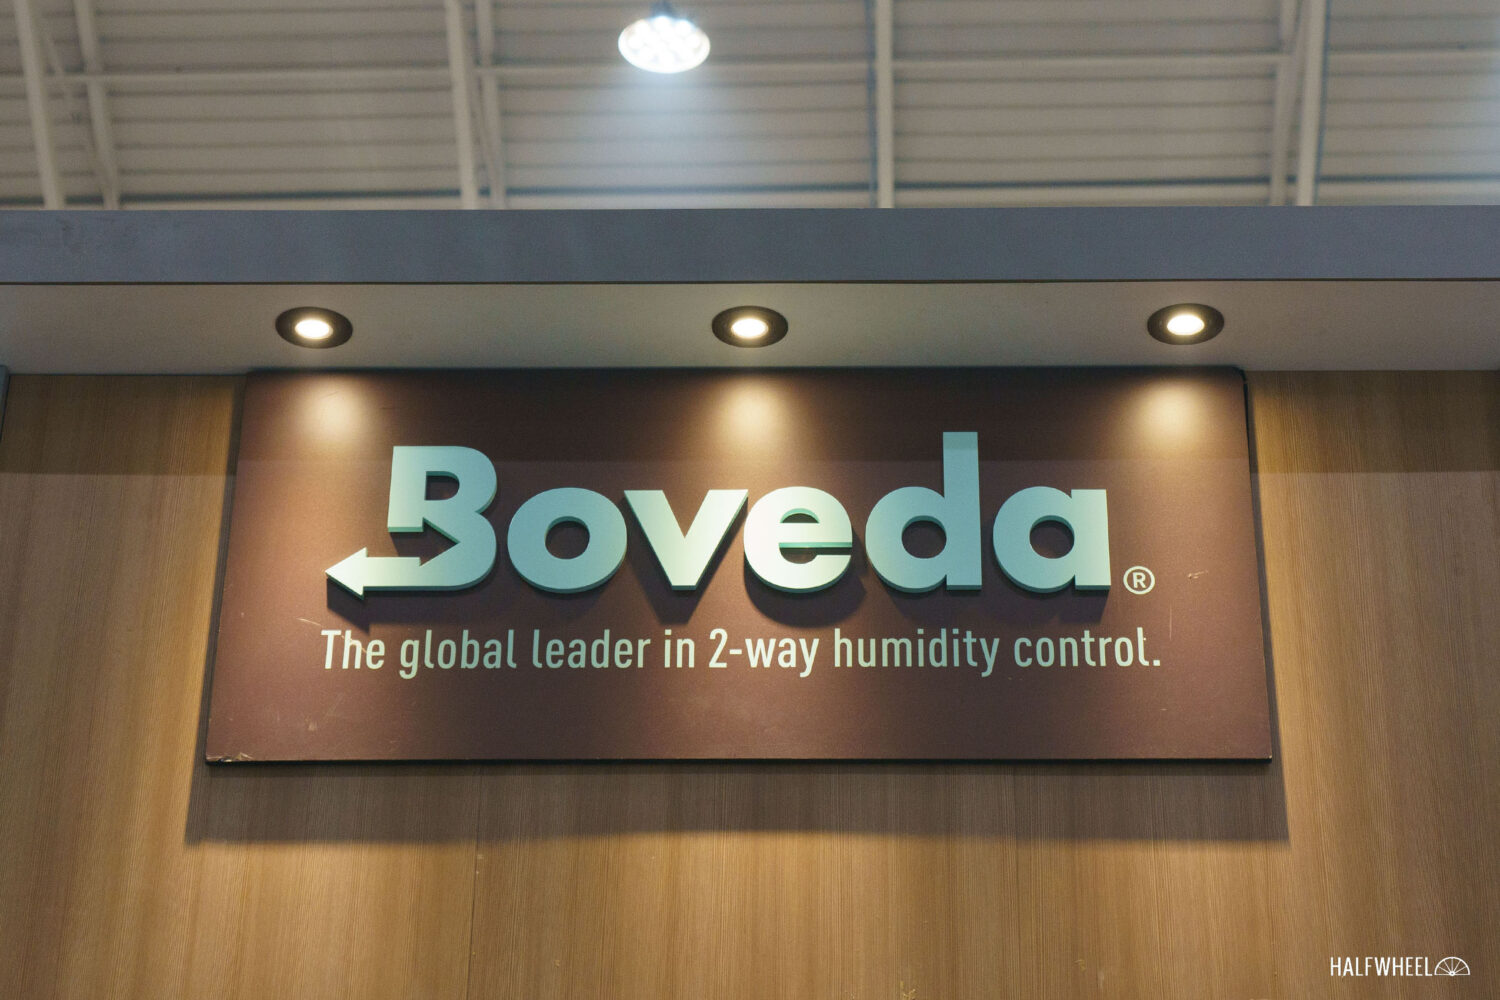 Boveda®
The global leader in 2-way humidity control.
HALFWHEEL